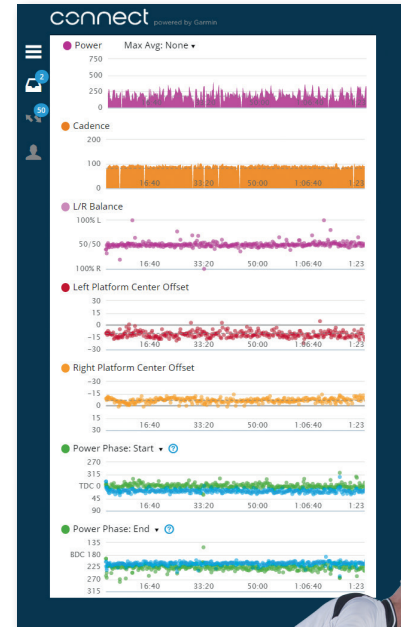 connect powered by Garmin
Power Max Avg: None
750
500
250
0
2
50
Cadence
200
100
0
16:40 33:20 50:00 1:06:40 1:23
L/R Balance
100% L
50/50
100% R
16:40 33:20 50:00 1:06:40 1:23
Left Platform Center Offset
30
15
0
-15
-30
16:40 33:20 50:00 1:06:40 1:23
Right Platform Center Offset
-30
-15
0
15
30
16:40 33:20 50:00 1:06:40 1:23
Power Phase: Start ?
270
315
TDC 0
45
90
16:40 33:20 50:00 1:06:40 1:23
Power Phase: End ?
135
BDC 180
225
270
315
16:40 33:20 50:00 1:06:40 1:23